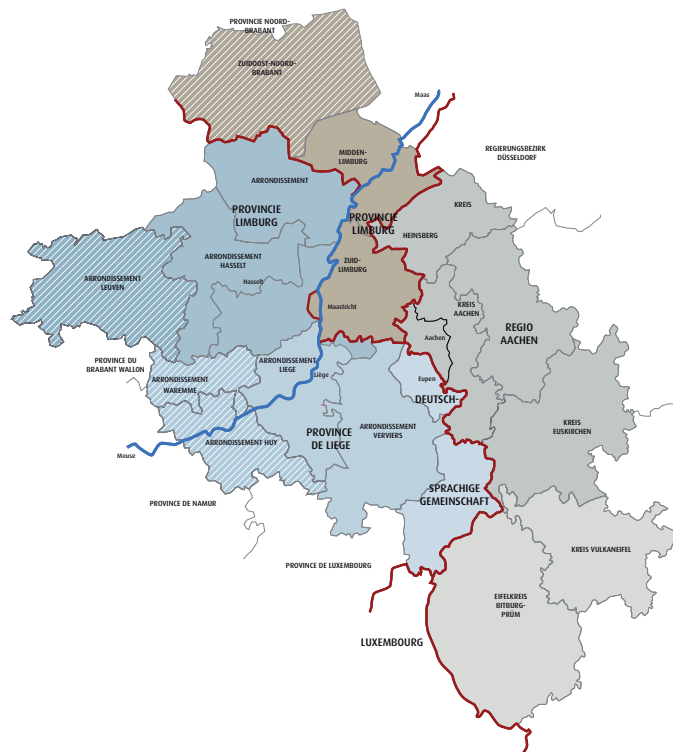 PROVINCIE NOORD-
BRABANT
ZUIDOOST-NOORD-
BRABANT
Maas
MIDDEN-
LIMBURG
REGIERUNGSBEZIRK
DÜSSELDORF
ARRONDISSEMENT
PROVINCIE
LIMBURG
PROVINCIE
LIMBURG
KREIS
HEINSBERG
ARRONDISSEMENT
HASSELT
Hasselt
ZUID-
LIMBURG
ARRONDISSEMENT
LEUVEN
Maastricht
KREIS
AACHEN
REGIO
AACHEN
Aachen
PROVINCE DU
BRABANT WALLON
ARRONDISSEMENT
LIEGE
Liège
ARRONDISSEMENT
WAREMME
Eupen
DEUTSCH-
ARRONDISSEMENT
VERVIERS
PROVINCE
DE LIEGE
KREIS
EUSKIRCHEN
ARRONDISSEMENT HUY
Meuse
SPRACHIGE
GEMEINSCHAFT
PROVINCE DE NAMUR
KREIS VULKANEIFEL
PROVINCE DE LUXEMBOURG
EIFELKREIS
BITBURG-
PRÜM
LUXEMBOURG